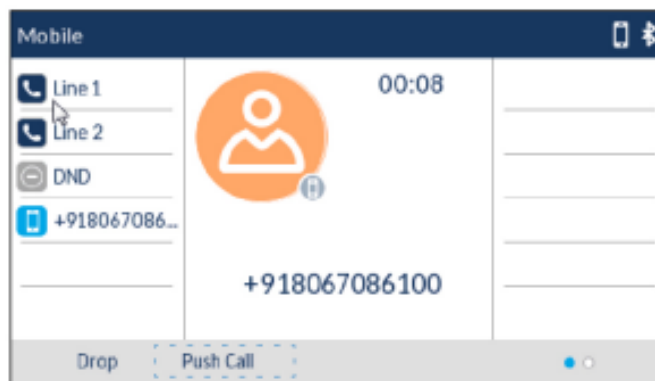 Mobile
Line 1
Line 2
DND
+918067086...
00:08
+918067086100
Drop Push Call